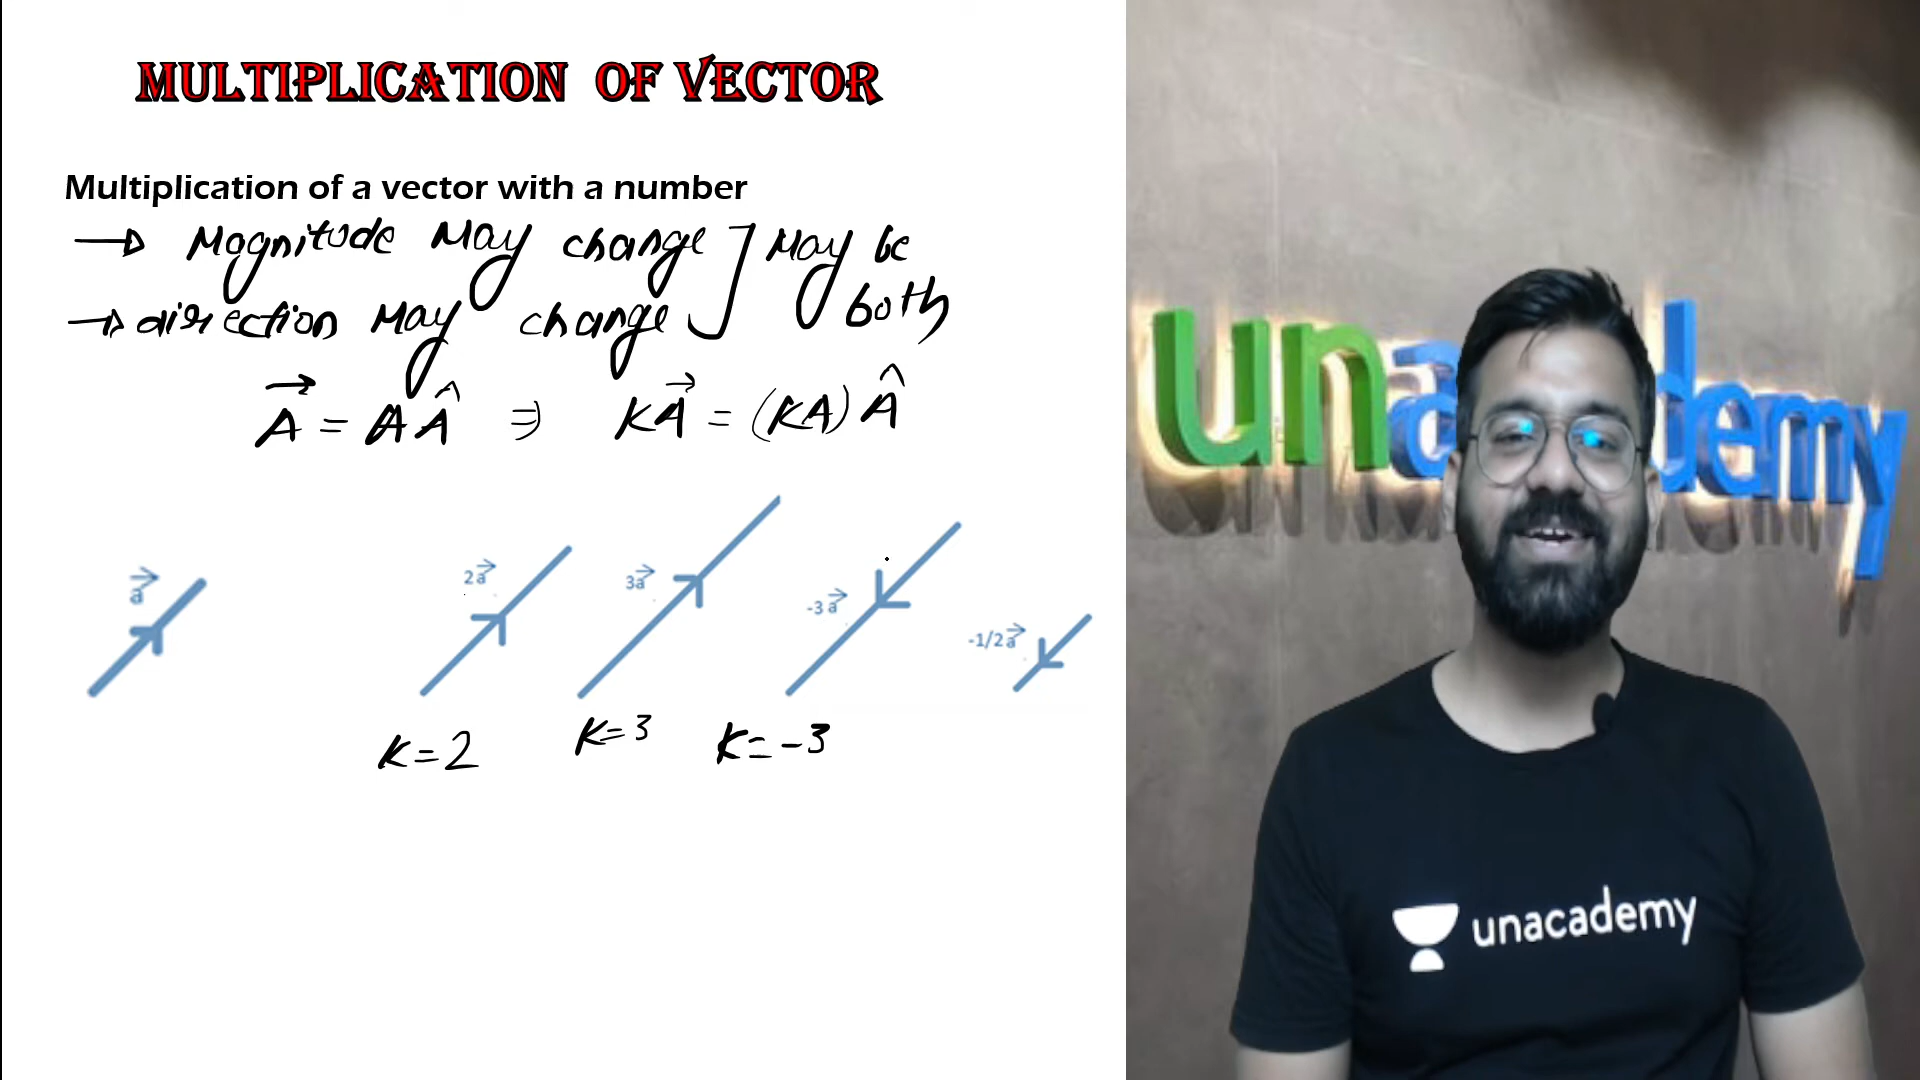 MULTIPLICATION OF VECTOR
Multiplication of a vector with a number
→ Magnitude May change ] May be both
→ direction May change
A⃗ = A Â ⇒ KA⃗ = (KA) Â
a⃗
2a⃗
3a⃗
-3a⃗
-1/2a⃗
K=2
K=3
K=-3
unacademy
unacademy